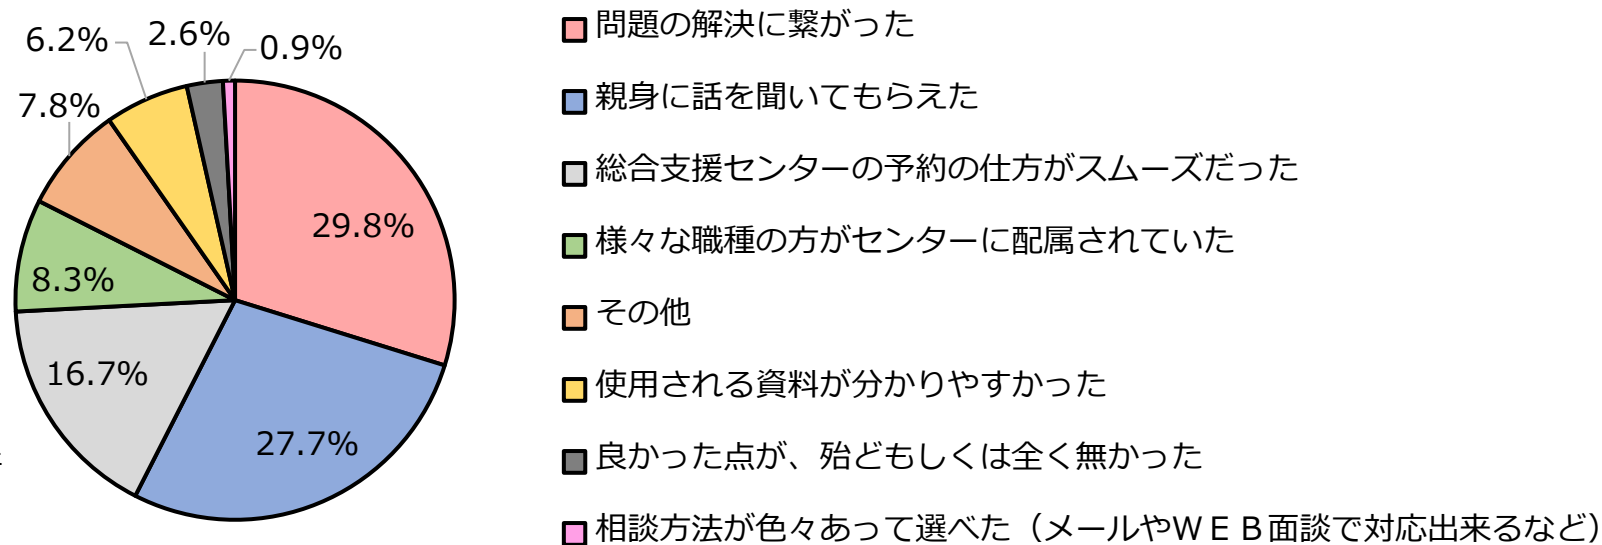 6.2%
2.6%
0.9%
7.8%
29.8%
8.3%
16.7%
27.7%
問題の解決に繋がった
親身に話を聞いてもらえた
総合支援センターの予約の仕方がスムーズだった
様々な職種の方がセンターに配属されていた
その他
使用される資料が分かりやすかった
良かった点が、殆どもしくは全く無かった
相談方法が色々あって選べた（メールやＷＥＢ面談で対応出来るなど）